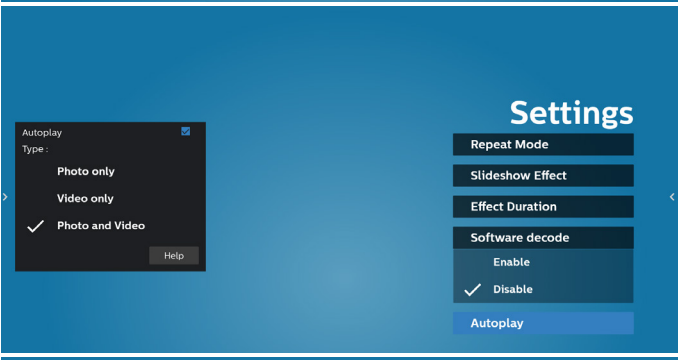 Settings
Autoplay
Type :
Photo only
Video only
Photo and Video
Help
Repeat Mode
Slideshow Effect
Effect Duration
Software decode
Enable
Disable
Autoplay